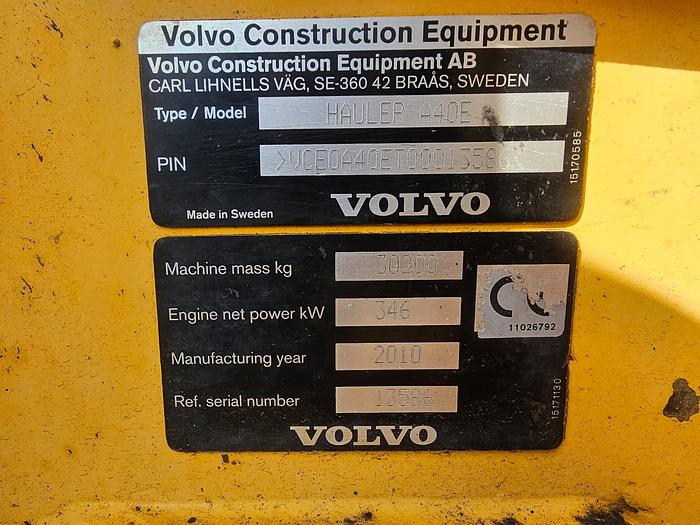 Volvo Construction Equipment
Volvo Construction Equipment AB
CARL LIHNELLS VÄG, SE-360 42 BRAÅS, SWEDEN
Type / Model HAULER A40E
PIN >VCE0A40ET00013586<
15170585
Made in Sweden VOLVO
Machine mass kg 30200
Engine net power kW 346
CE
11026792
Manufacturing year 2010
Ref. serial number 13586
15171130
VOLVO